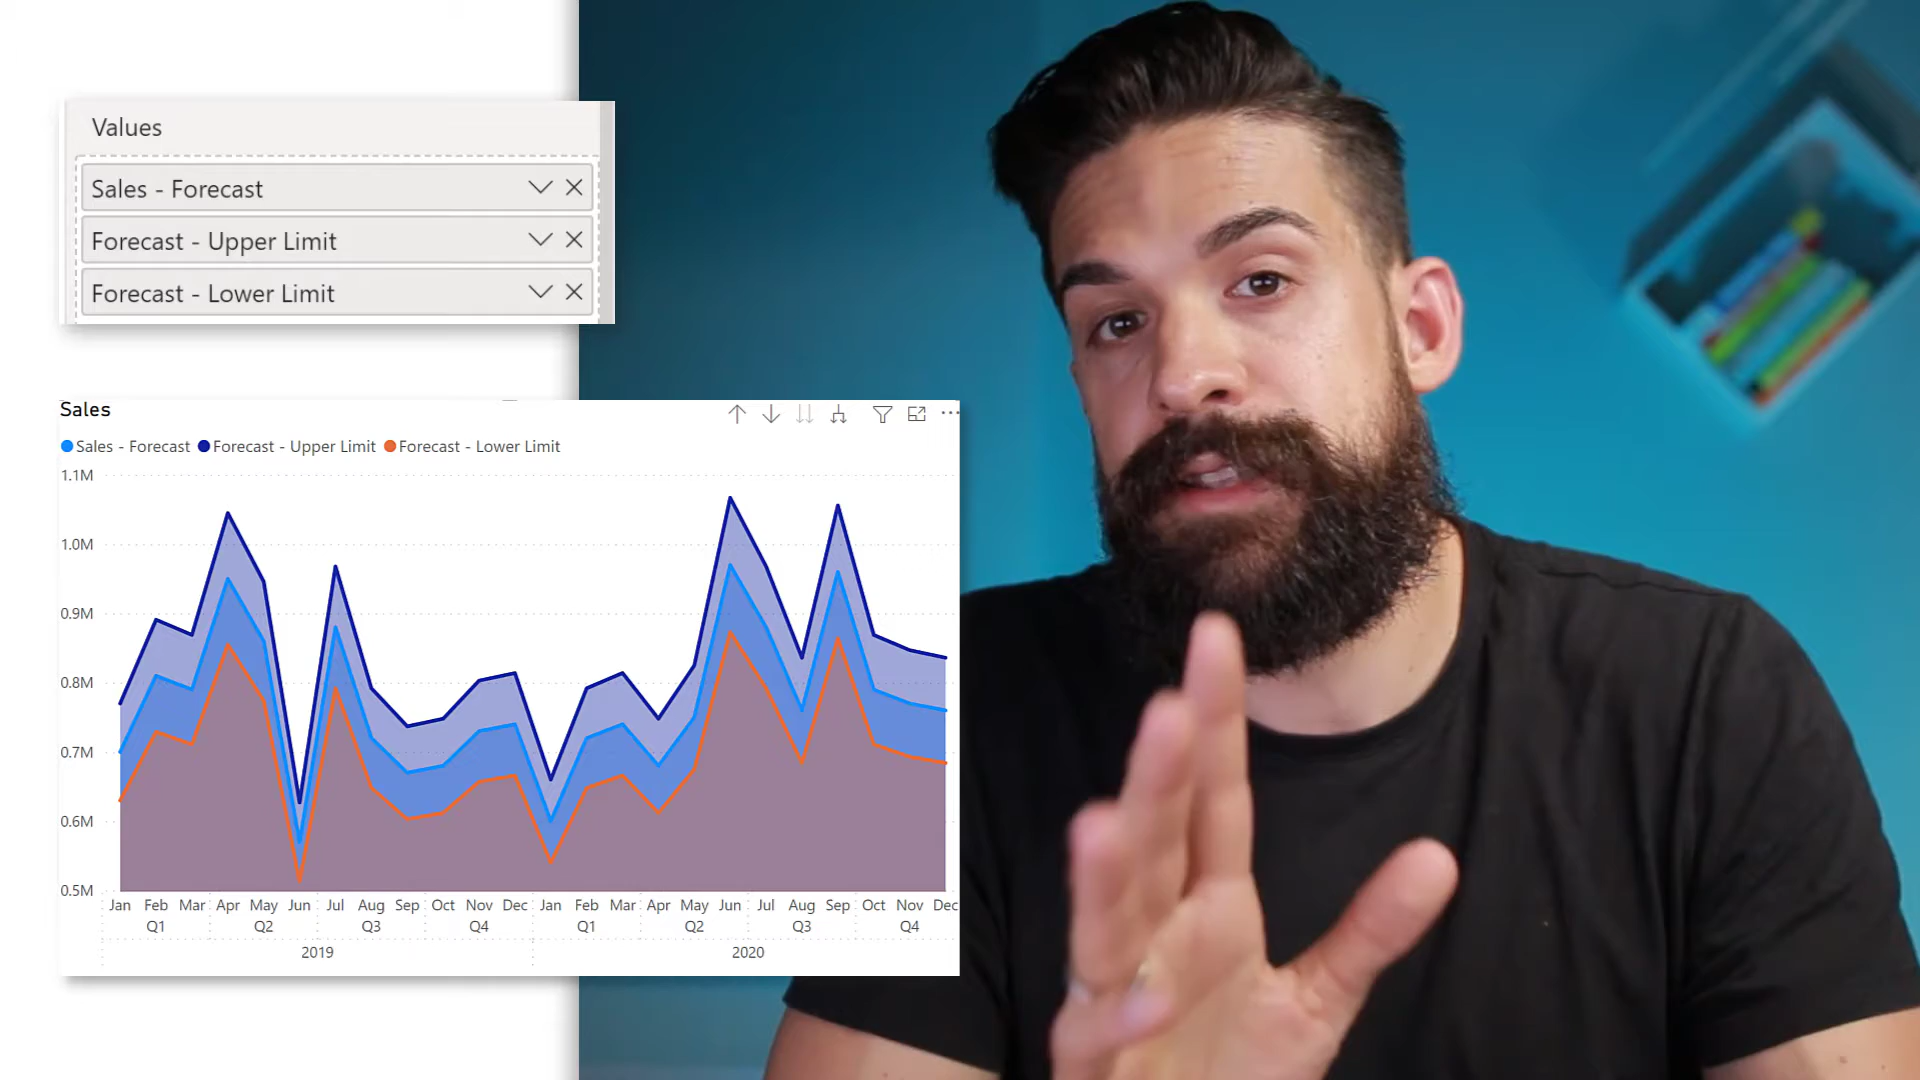 Values
Sales - Forecast
Forecast - Upper Limit
Forecast - Lower Limit
Sales
Sales - Forecast Forecast - Upper Limit Forecast - Lower Limit
1.1M
1.0M
0.9M
0.8M
0.7M
0.6M
0.5M
Jan Feb Mar Apr May Jun Jul Aug Sep Oct Nov Dec Jan Feb Mar Apr May Jun Jul Aug Sep Oct Nov Dec
Q1 Q2 Q3 Q4 Q1 Q2 Q3 Q4
2019 2020